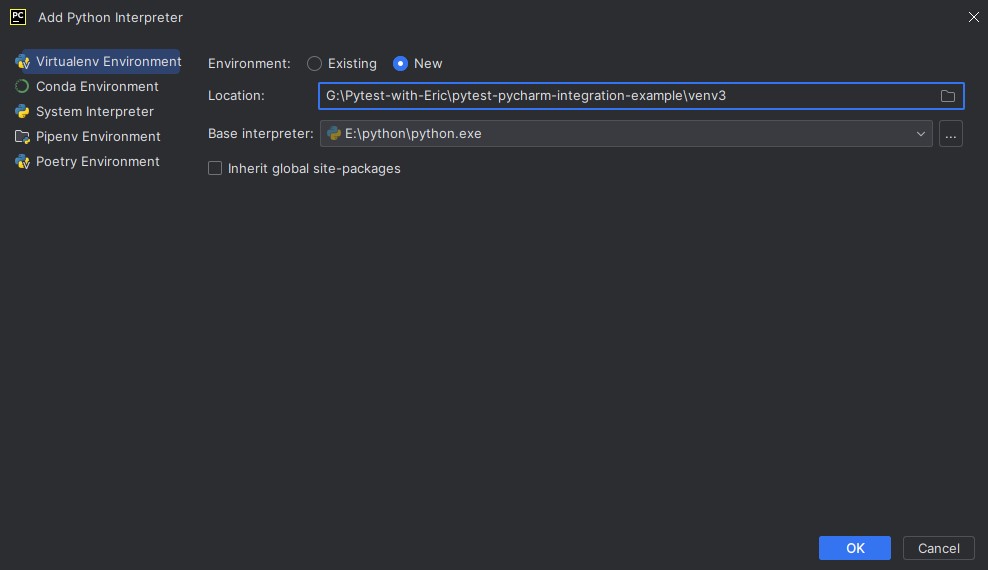 PC Add Python Interpreter
Virtualenv Environment
Conda Environment
System Interpreter
Pipenv Environment
Poetry Environment
Environment: Existing New
Location: G:\Pytest-with-Eric\pytest-pycharm-integration-example\venv3
Base interpreter: E:\python\python.exe ...
Inherit global site-packages
OK Cancel